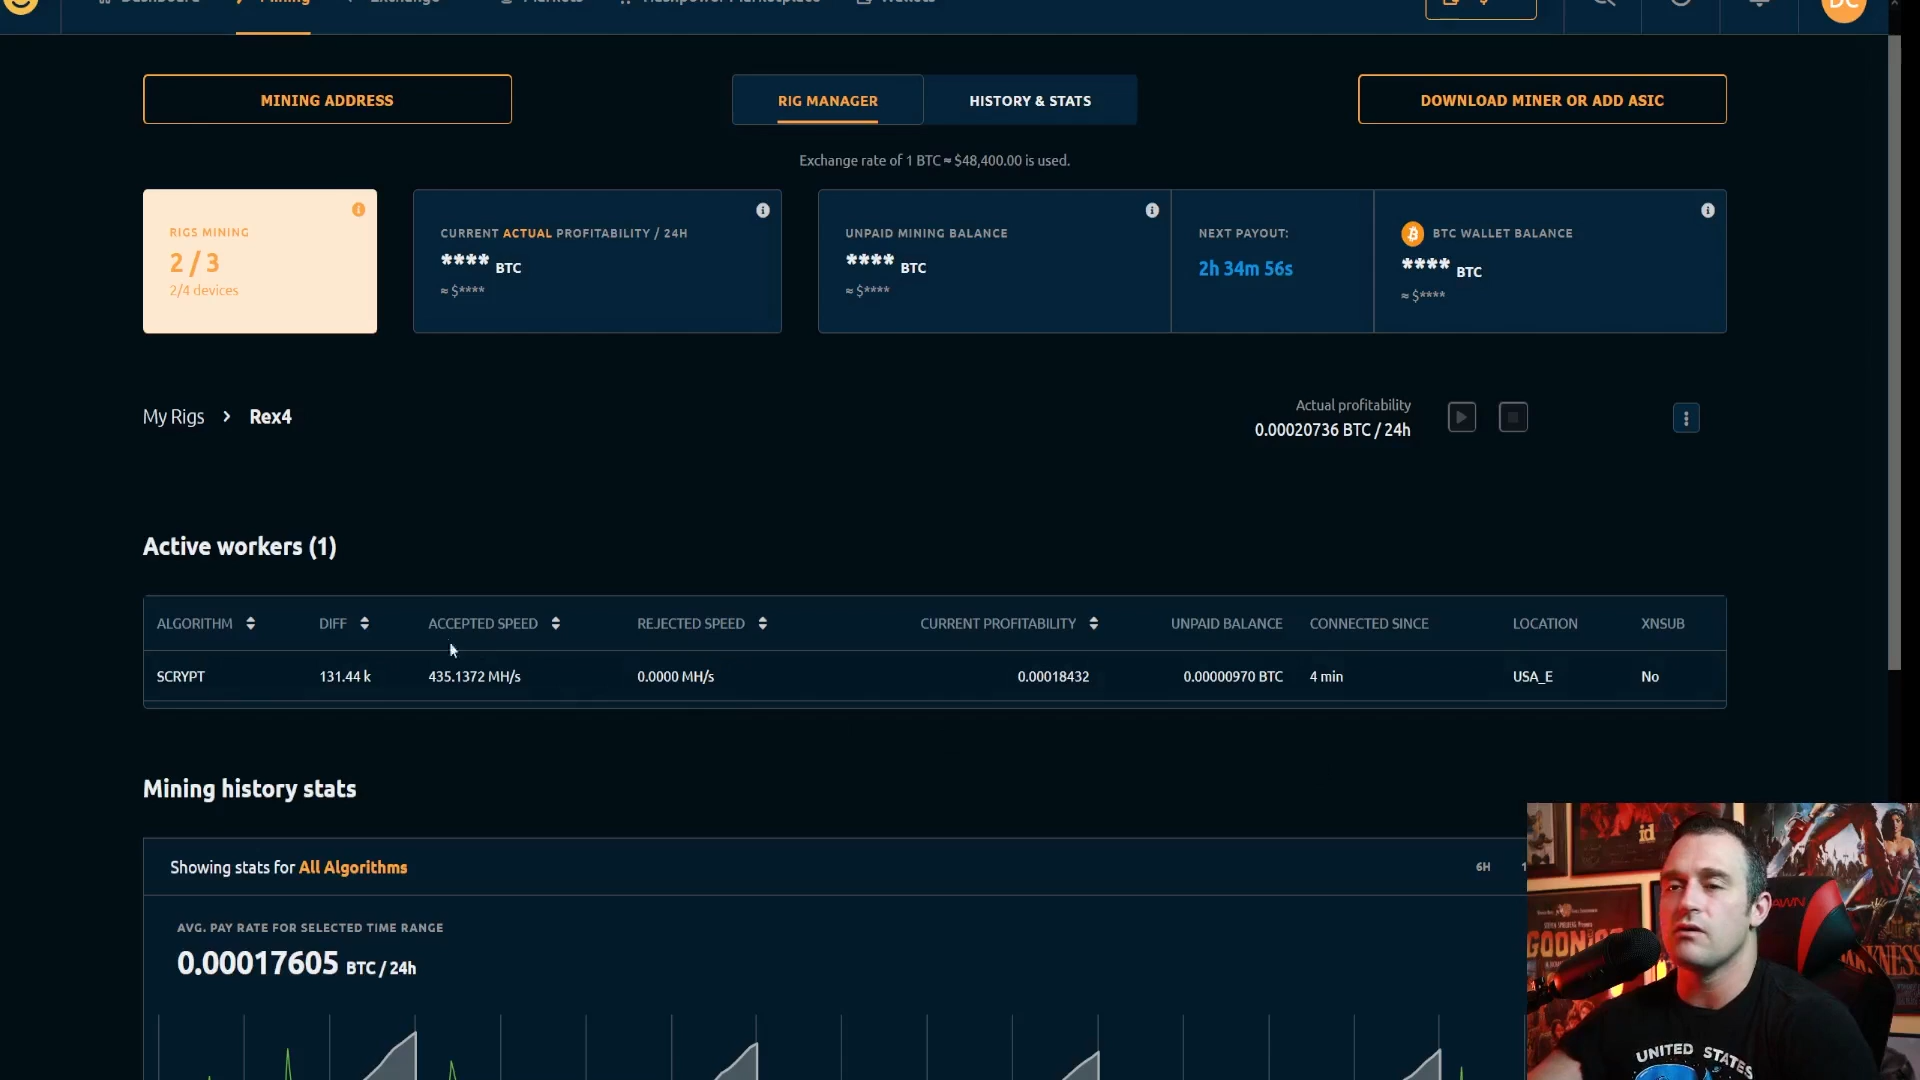 Mining
MINING ADDRESS
RIG MANAGER
HISTORY & STATS
DOWNLOAD MINER OR ADD ASIC
Exchange rate of 1 BTC ≈ $48,400.00 is used.
RIGS MINING
2 / 3
2/4 devices
CURRENT ACTUAL PROFITABILITY / 24H
**** BTC
≈ $****
UNPAID MINING BALANCE
**** BTC
≈ $****
NEXT PAYOUT:
2h 34m 56s
BTC WALLET BALANCE
**** BTC
≈ $****
My Rigs > Rex4
Actual profitability
0.00020736 BTC / 24h
Active workers (1)
ALGORITHM DIFF ACCEPTED SPEED REJECTED SPEED CURRENT PROFITABILITY UNPAID BALANCE CONNECTED SINCE LOCATION XNSUB
SCRYPT 131.44 k 435.1372 MH/s 0.0000 MH/s 0.00018432 0.00000970 BTC 4 min USA_E No
Mining history stats
Showing stats for All Algorithms
6H
AVG. PAY RATE FOR SELECTED TIME RANGE
0.00017605 BTC / 24h
id
UNITED STATES